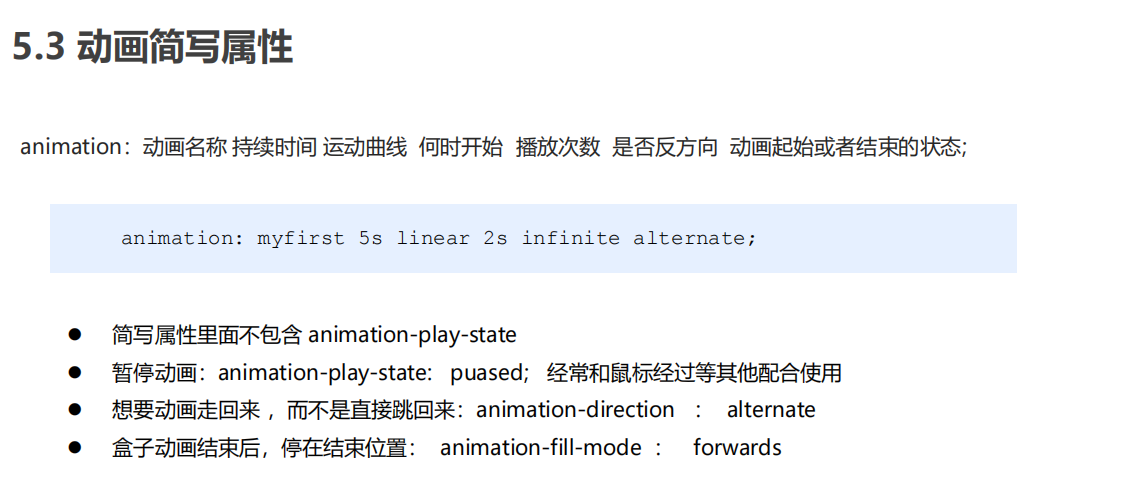 5.3 动画简写属性
animation：动画名称 持续时间 运动曲线 何时开始 播放次数 是否反方向 动画起始或者结束的状态;
animation: myfirst 5s linear 2s infinite alternate;
● 简写属性里面不包含 animation-play-state
● 暂停动画：animation-play-state: puased; 经常和鼠标经过等其他配合使用
● 想要动画走回来 ，而不是直接跳回来：animation-direction ： alternate
● 盒子动画结束后，停在结束位置： animation-fill-mode ： forwards